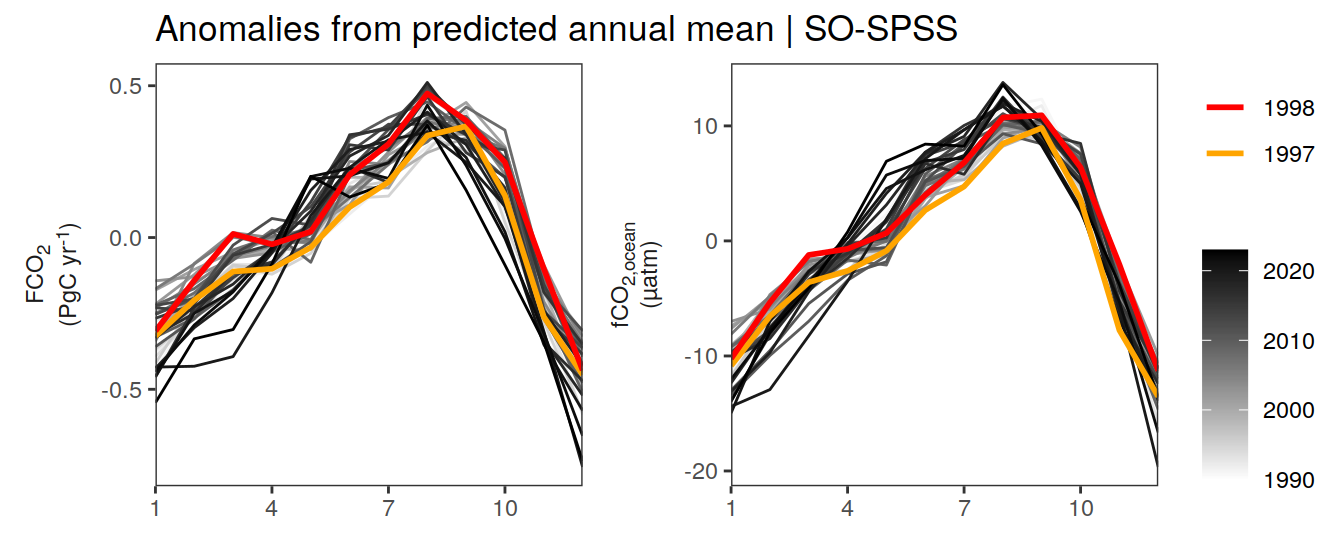 Anomalies from predicted annual mean | SO-SPSS
FCO₂
(PgC yr⁻¹)
0.5
0.0
-0.5
1 4 7 10
fCO₂,ocean
(µatm)
10
0
-10
-20
1 4 7 10
1998
1997
2020
2010
2000
1990